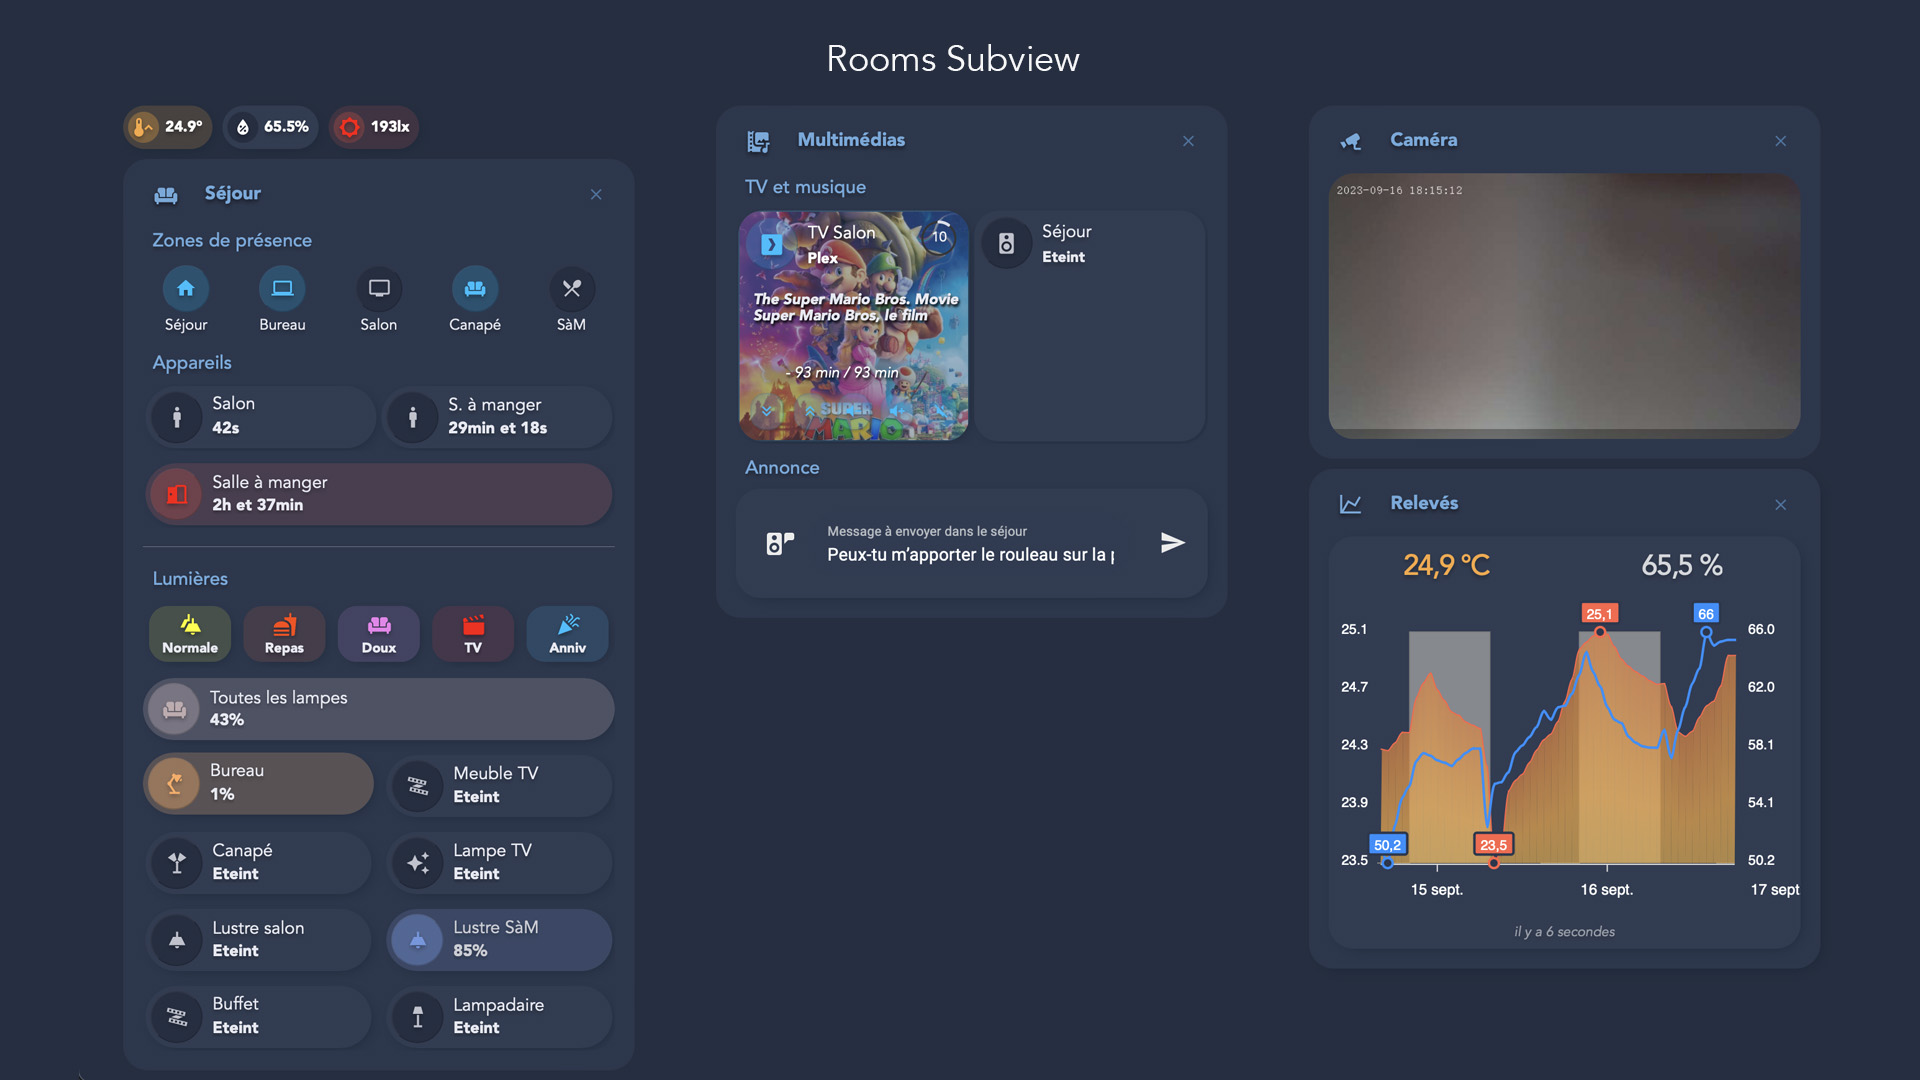 Rooms Subview
24.9°
65.5%
193lx
Séjour
Zones de présence
Séjour
Bureau
Salon
Canapé
SàM
Appareils
Salon
42s
S. à manger
29min et 18s
Salle à manger
2h et 37min
Lumières
Normale
Repas
Doux
TV
Anniv
Toutes les lampes
43%
Bureau
1%
Meuble TV
Eteint
Canapé
Eteint
Lampe TV
Eteint
Lustre salon
Eteint
Lustre SàM
85%
Buffet
Eteint
Lampadaire
Eteint
Multimédias
TV et musique
TV Salon
Plex
10
The Super Mario Bros. Movie
Super Mario Bros, le film
- 93 min / 93 min
SUPER
MARIO
Séjour
Eteint
Annonce
Message à envoyer dans le séjour
Peux-tu m’apporter le rouleau sur la
Caméra
2023-09-16 18:15:12
Relevés
24,9 °C
65,5 %
25,1
66
25.1
24.7
24.3
23.9
23.5
66.0
62.0
58.1
54.1
50.2
50,2
23,5
15 sept.
16 sept.
17 sept
il y a 6 secondes